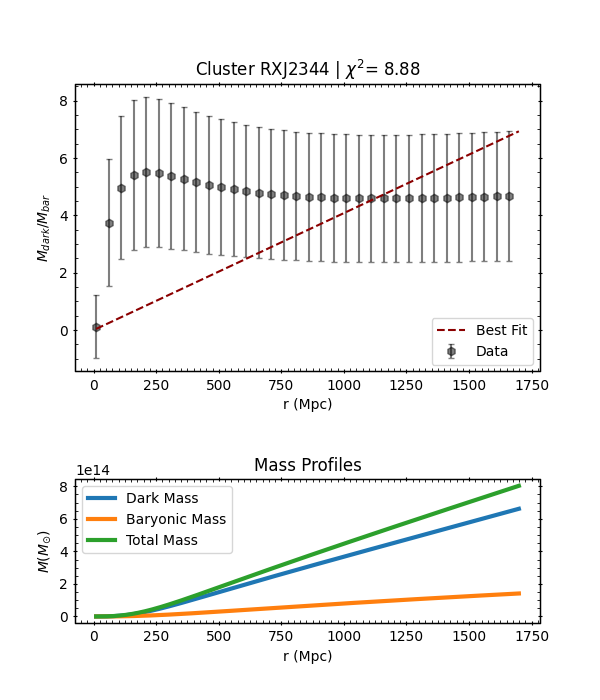 Cluster RXJ2344 | χ²= 8.88
8
6
4
2
0
M_dark/M_bar
Best Fit
Data
0 250 500 750 1000 1250 1500 1750
r (Mpc)
Mass Profiles
1e14
8
6
4
2
0
M(M_⊙)
Dark Mass
Baryonic Mass
Total Mass
0 250 500 750 1000 1250 1500 1750
r (Mpc)